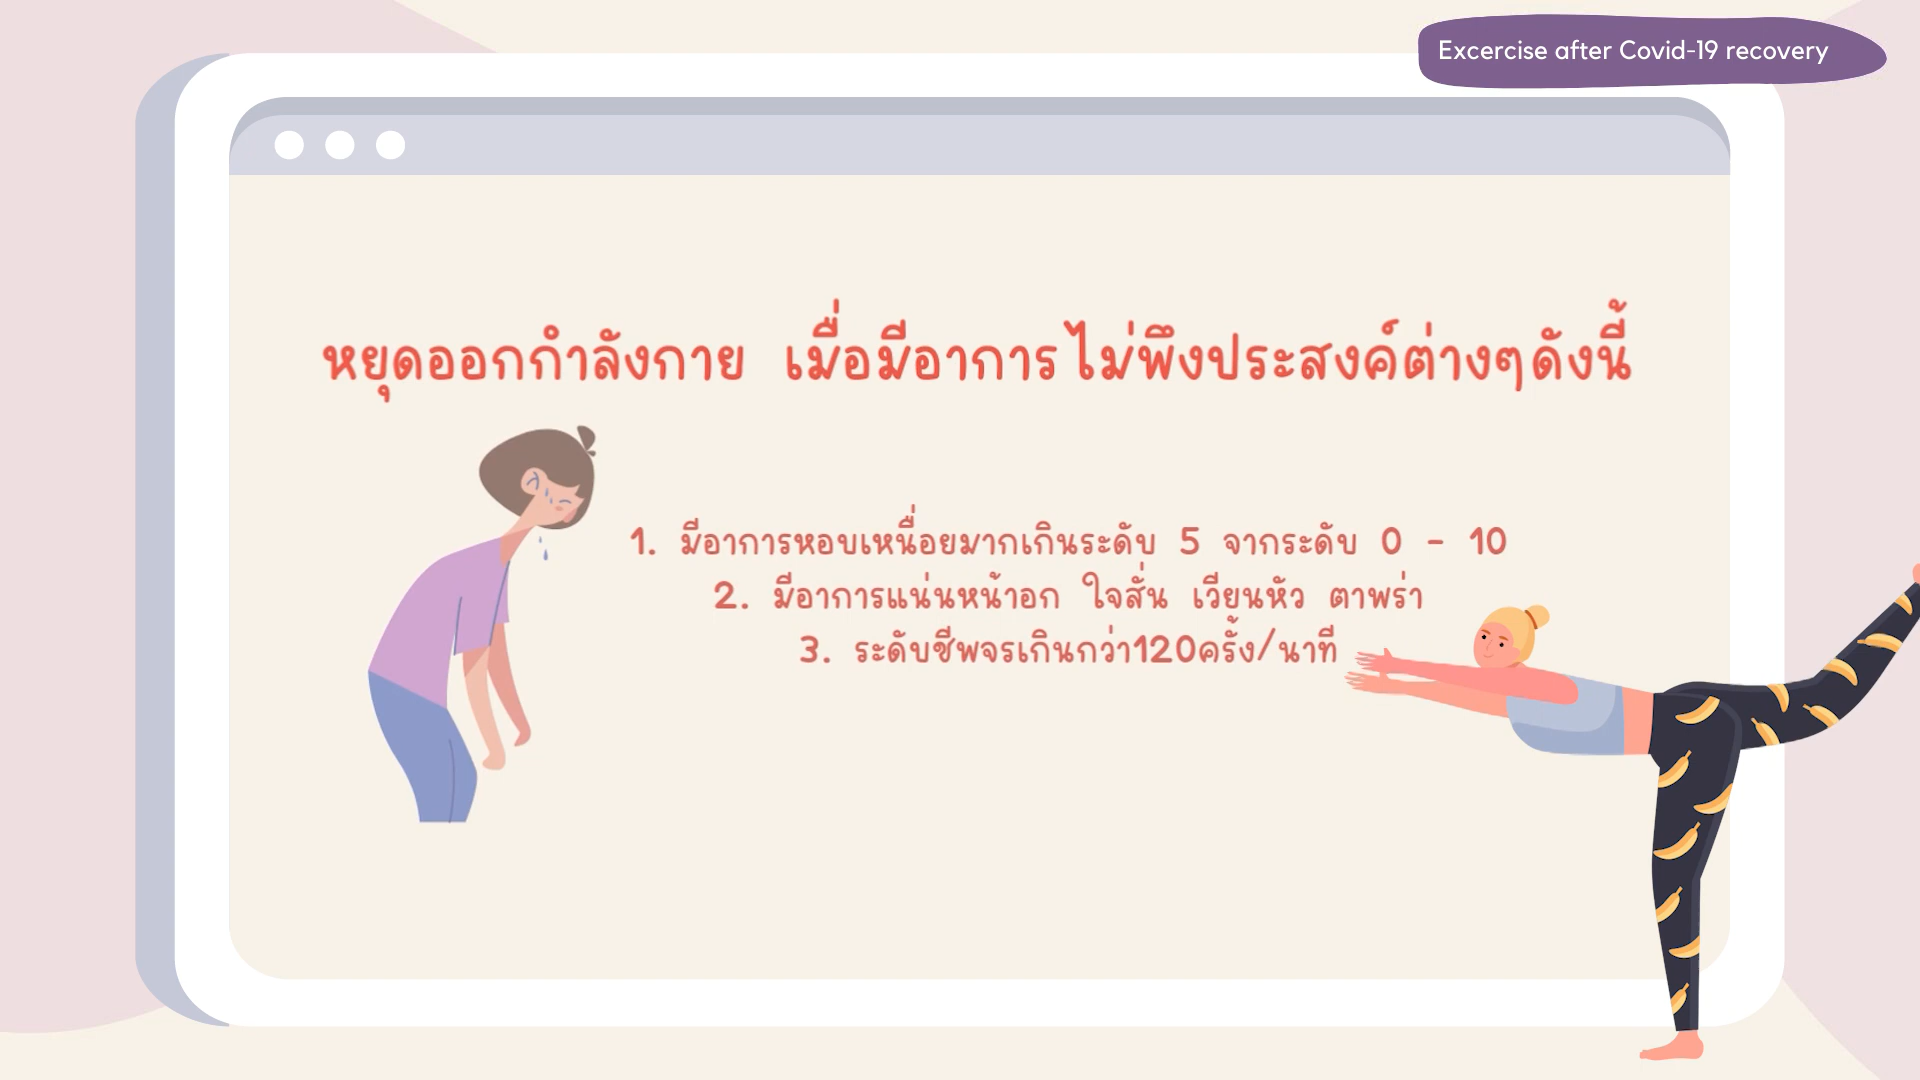 Excercise after Covid-19 recovery
หยุดออกกำลังกาย เมื่อมีอาการไม่พึงประสงค์ต่างๆดังนี้
1. มีอาการหอบเหนื่อยมากเกินระดับ 5 จากระดับ 0 - 10
2. มีอาการแน่นหน้าอก ใจสั่น เวียนหัว ตาพร่า
3. ระดับชีพจรเกินกว่า120ครั้ง/นาที